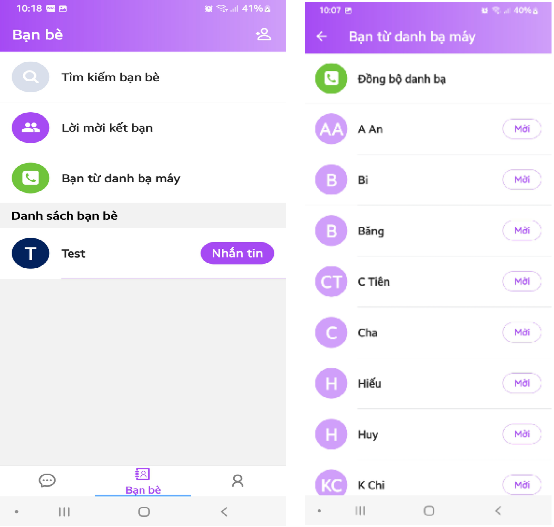 10:18
41%
Bạn bè
Tìm kiếm bạn bè
Lời mời kết bạn
Bạn từ danh bạ máy
Danh sách bạn bè
T
Test
Nhắn tin
Bạn bè
10:07
40%
Bạn từ danh bạ máy
Đồng bộ danh bạ
AA
A An
Mời
B
Bi
Mời
B
Băng
Mời
CT
C Tiên
Mời
C
Cha
Mời
H
Hiếu
Mời
H
Huy
Mời
KC
K Chi
Mời